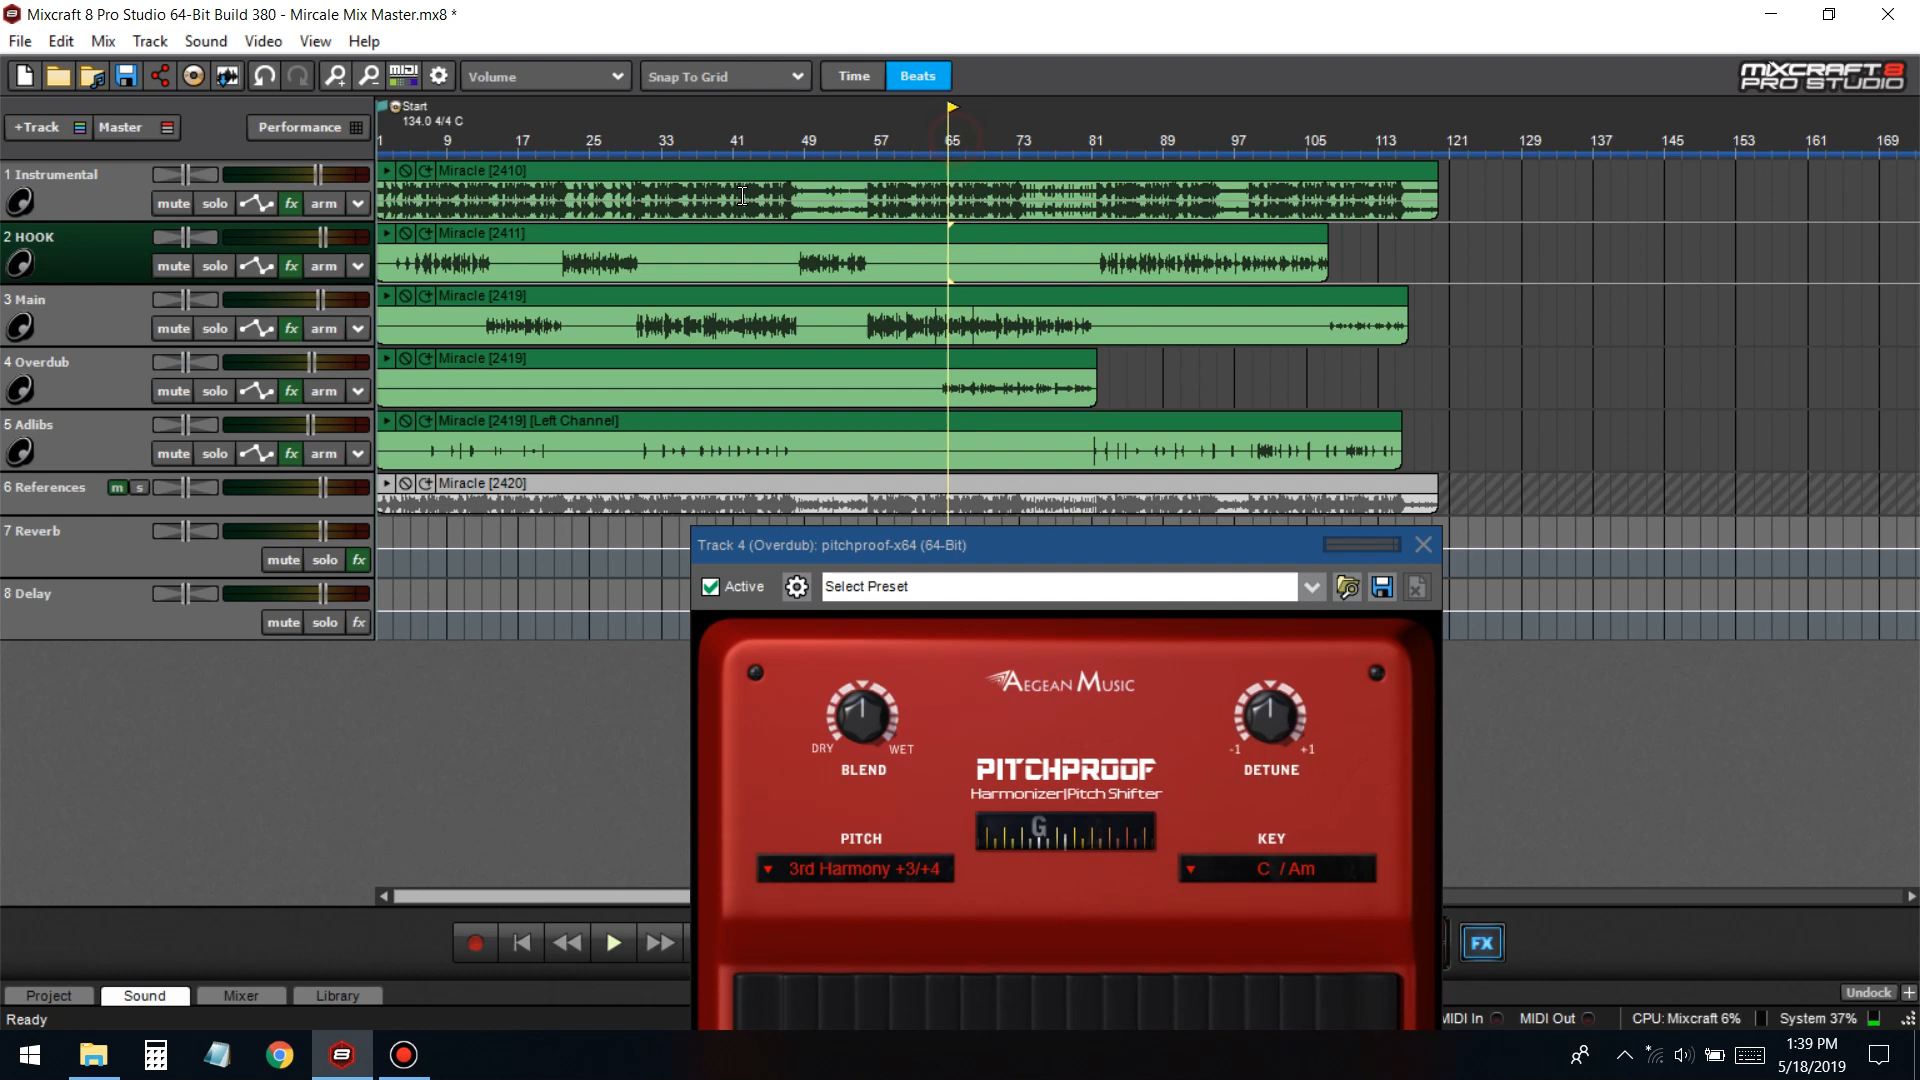 Mixcraft 8 Pro Studio 64-Bit Build 380 - Mircale Mix Master.mx8 *
File Edit Mix Track Sound Video View Help
MIDI Volume Snap To Grid Time Beats MIXCRAFT 8 PRO STUDIO
+Track Master Performance
Start
134.0 4/4 C
1 9 17 25 33 41 49 57 65 73 81 89 97 105 113 121 129 137 145 153 161 169
1 Instrumental
mute solo fx arm
Miracle [2410]
2 HOOK
mute solo fx arm
Miracle [2411]
3 Main
mute solo fx arm
Miracle [2419]
4 Overdub
mute solo fx arm
Miracle [2419]
5 Adlibs
mute solo fx arm
Miracle [2419] [Left Channel]
6 References m s
Miracle [2420]
7 Reverb
mute solo fx
8 Delay
mute solo fx
Track 4 (Overdub): pitchproof-x64 (64-Bit)
Active Select Preset
AEGEAN MUSIC
DRY WET
BLEND
-1 +1
DETUNE
PITCHPROOF
Harmonizer|Pitch Shifter
G
PITCH
3rd Harmony +3/+4
KEY
C / Am
FX
Project Sound Mixer Library
Undock +
Ready
MIDI In MIDI Out CPU: Mixcraft 6% System 37%
1:39 PM
5/18/2019